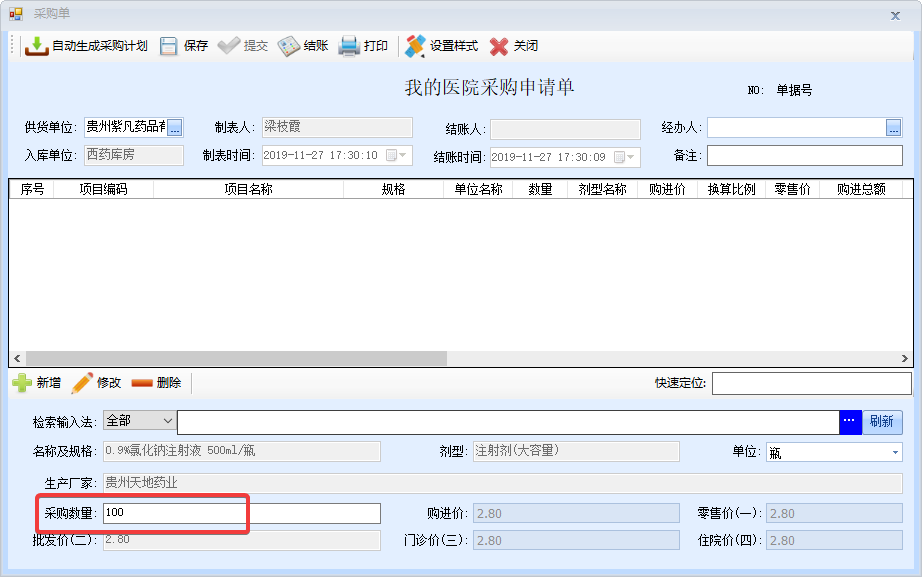 采购单
自动生成采购计划 保存 提交 结账 打印 设置样式 关闭
我的医院采购申请单
NO: 单据号
供货单位: 贵州紫凡药品有 ... 制表人: 梁枝霞 结账人: 经办人: ...
入库单位: 西药库房 制表时间: 2019-11-27 17:30:10 结账时间: 2019-11-27 17:30:09 备注:
序号 项目编码 项目名称 规格 单位名称 数量 剂型名称 购进价 换算比例 零售价 购进总额
新增 修改 删除 快速定位:
检索输入法: 全部 ... 刷新
名称及规格: 0.9%氯化钠注射液 500ml/瓶 剂型: 注射剂(大容量) 单位: 瓶
生产厂家: 贵州天地药业
采购数量: 100 购进价: 2.80 零售价(一): 2.80
批发价(二): 2.80 门诊价(三): 2.80 住院价(四): 2.80